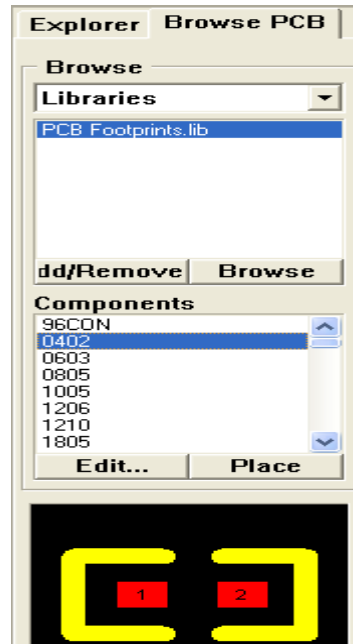 Explorer Browse PCB
Browse
Libraries
PCB Footprints.lib
dd/Remove Browse
Components
96CON
0402
0603
0805
1005
1206
1210
1805
Edit... Place
1 2